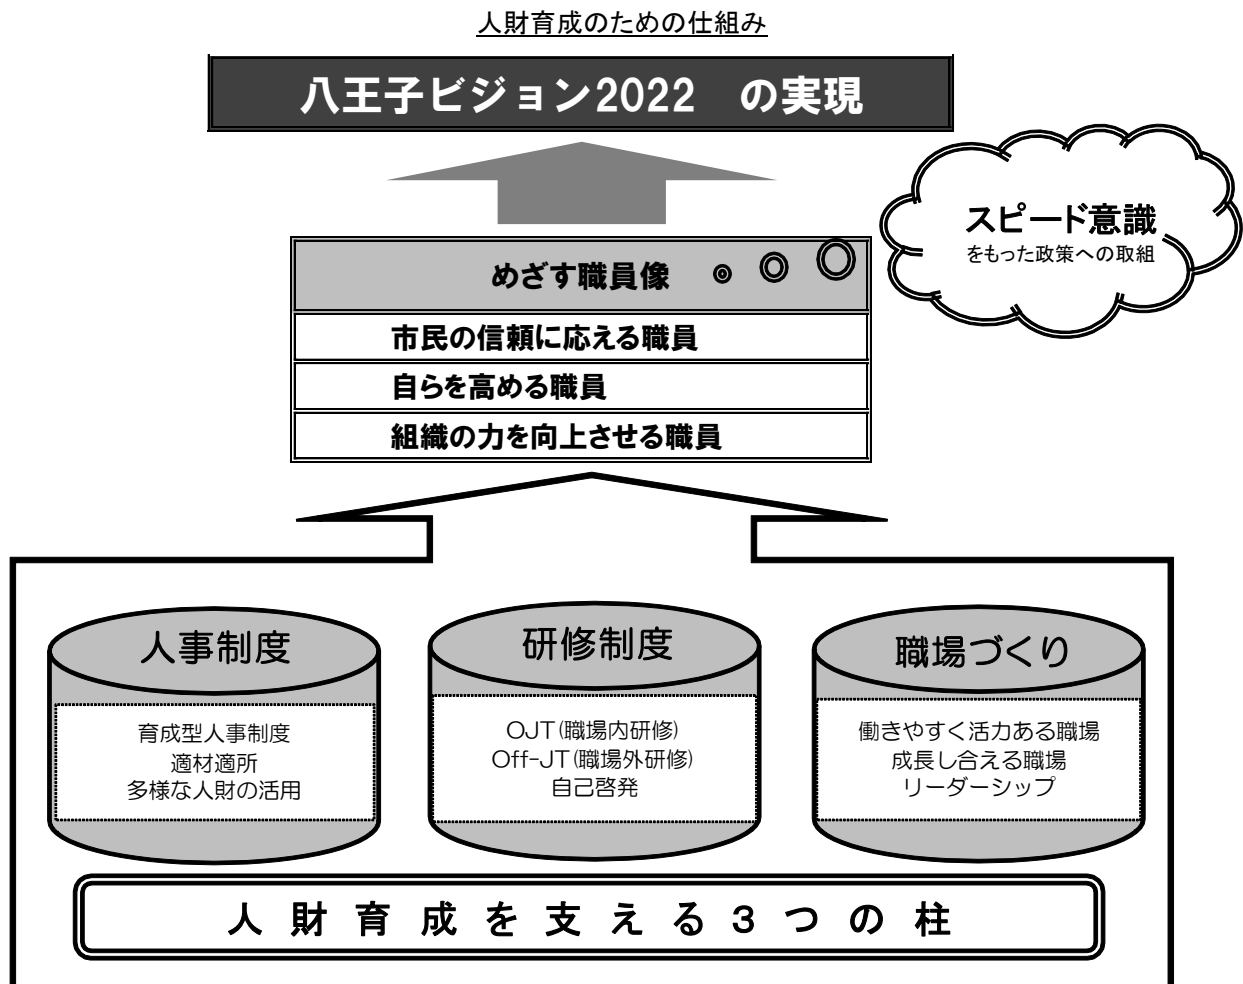 人財育成のための仕組み
八王子ビジョン2022 の実現
スピード意識
をもった政策への取組
めざす職員像
市民の信頼に応える職員
自らを高める職員
組織の力を向上させる職員
人事制度
育成型人事制度
適材適所
多様な人財の活用
研修制度
OJT(職場内研修)
Off-JT(職場外研修)
自己啓発
職場づくり
働きやすく活力ある職場
成長し合える職場
リーダーシップ
人財育成を支える3つの柱